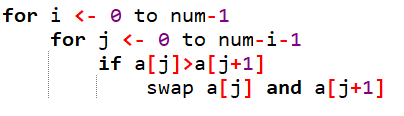 for i <- 0 to num-1
for j <- 0 to num-i-1
if a[j]>a[j+1]
swap a[j] and a[j+1]